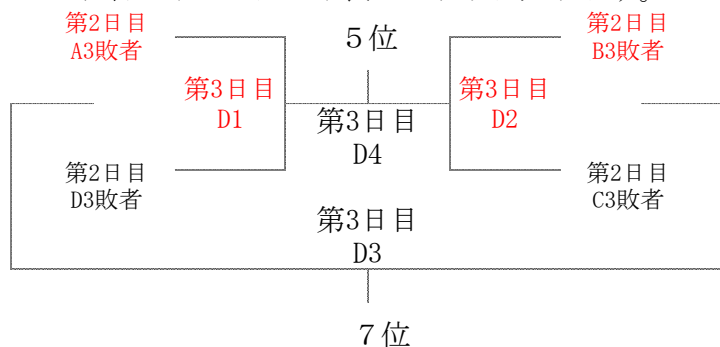 第2日目
A3敗者
５位
第2日目
B3敗者
第3日目
D1
第3日目
D2
第3日目
D4
第2日目
D3敗者
第2日目
C3敗者
第3日目
D3
７位